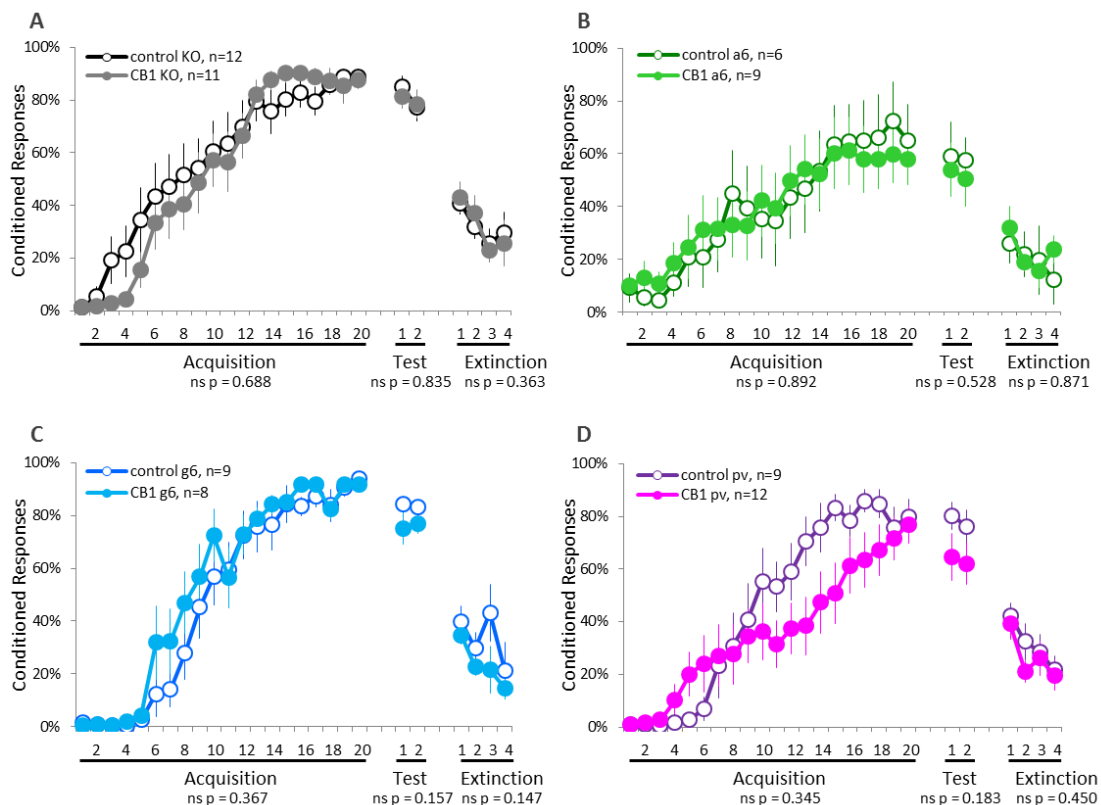 A
100%
80%
60%
40%
20%
0%
Conditioned Responses
control KO, n=12
CB1 KO, n=11
2 4 6 8 10 12 14 16 18 20 1 2 1 2 3 4
Acquisition Test Extinction
ns p = 0.688 ns p = 0.835 ns p = 0.363
B
100%
80%
60%
40%
20%
0%
Conditioned Responses
control a6, n=6
CB1 a6, n=9
2 4 6 8 10 12 14 16 18 20 1 2 1 2 3 4
Acquisition Test Extinction
ns p = 0.892 ns p = 0.528 ns p = 0.871
C
100%
80%
60%
40%
20%
0%
Conditioned Responses
control g6, n=9
CB1 g6, n=8
2 4 6 8 10 12 14 16 18 20 1 2 1 2 3 4
Acquisition Test Extinction
ns p = 0.367 ns p = 0.157 ns p = 0.147
D
100%
80%
60%
40%
20%
0%
Conditioned Responses
control pv, n=9
CB1 pv, n=12
2 4 6 8 10 12 14 16 18 20 1 2 1 2 3 4
Acquisition Test Extinction
ns p = 0.345 ns p = 0.183 ns p = 0.450